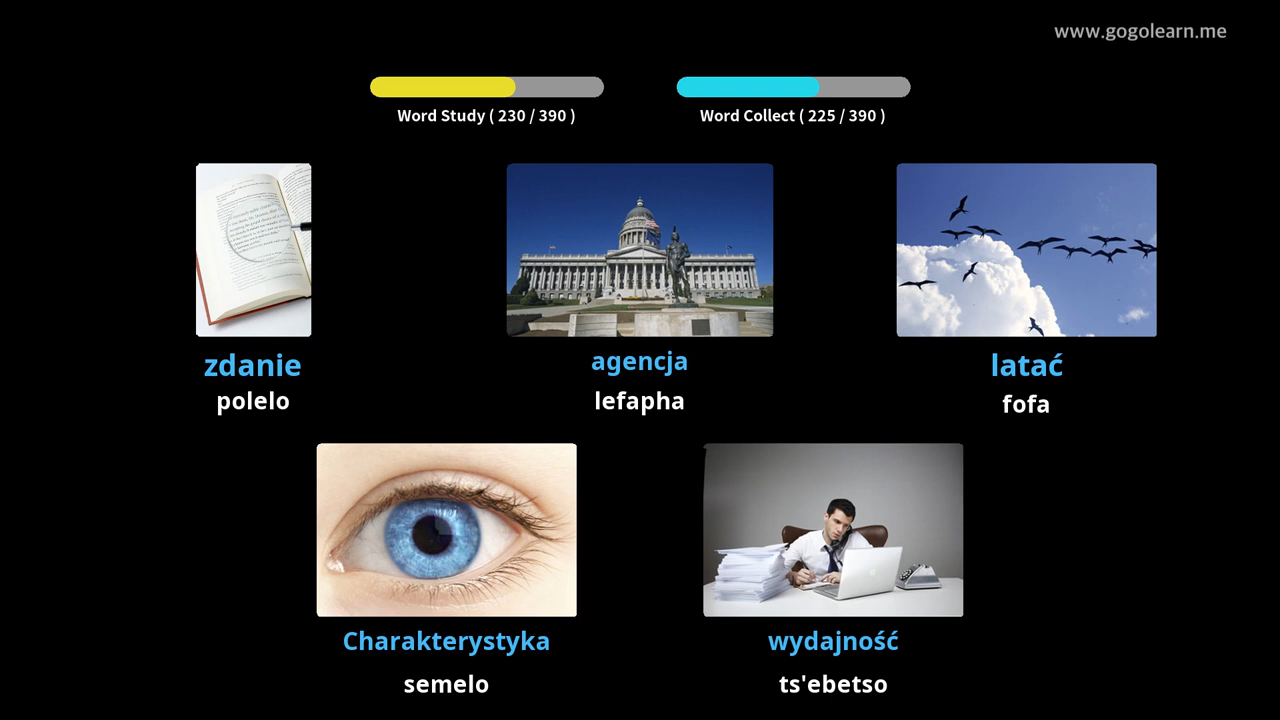 www.gogolearn.me
Word Study ( 230 / 390 )
Word Collect ( 225 / 390 )
zdanie
polelo
agencja
lefapha
latać
fofa
Charakterystyka
semelo
wydajność
ts'ebetso